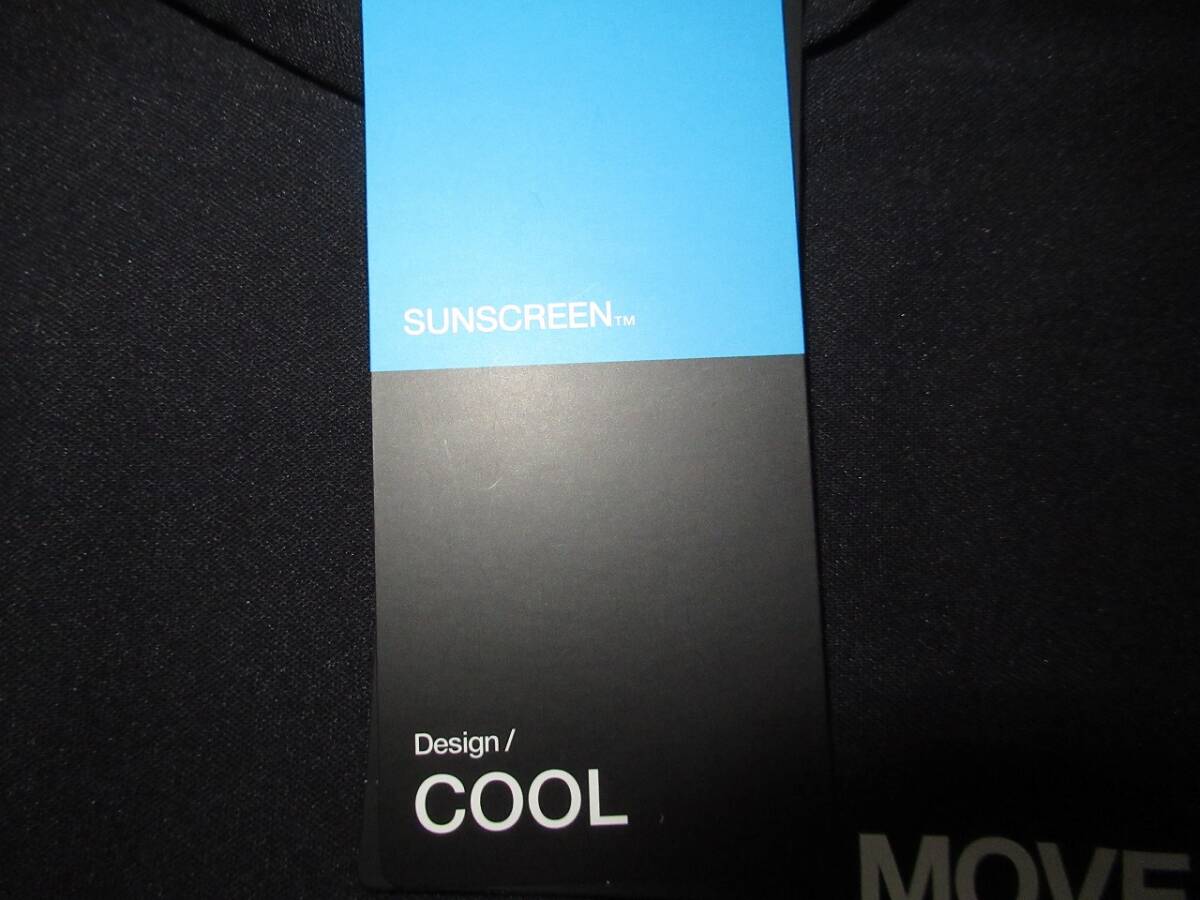 SUNSCREEN™
Design /
COOL
MOVE